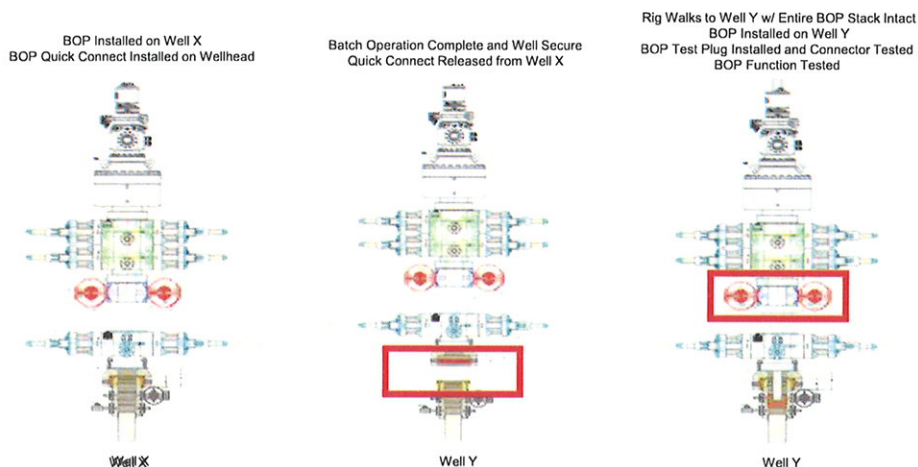 BOP Installed on Well X
BOP Quick Connect Installed on Wellhead
Batch Operation Complete and Well Secure
Quick Connect Released from Well X
Rig Walks to Well Y w/ Entire BOP Stack Intact
BOP Installed on Well Y
BOP Test Plug Installed and Connector Tested
BOP Function Tested
Well X
Well Y
Well Y